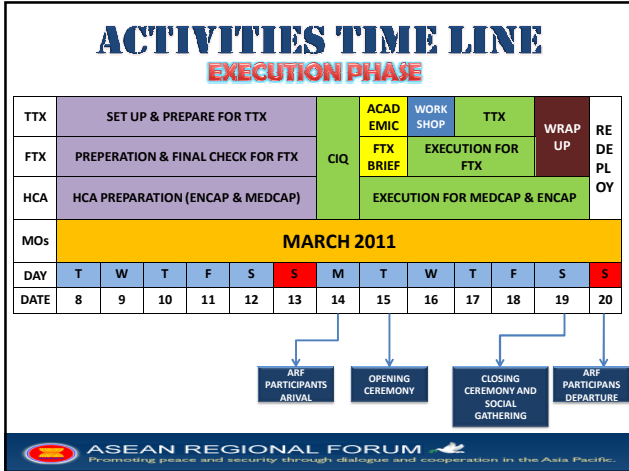 ACTIVITIES TIME LINE
EXECUTION PHASE
TTX SET UP & PREPARE FOR TTX CIQ ACAD EMIC WORK SHOP TTX WRAP UP RE DE PL OY
FTX PREPERATION & FINAL CHECK FOR FTX FTX BRIEF EXECUTION FOR FTX
HCA HCA PREPARATION (ENCAP & MEDCAP) EXECUTION FOR MEDCAP & ENCAP
MOs MARCH 2011
DAY T W T F S S M T W T F S S
DATE 8 9 10 11 12 13 14 15 16 17 18 19 20
ARF PARTICIPANTS ARIVAL
OPENING CEREMONY
CLOSING CEREMONY AND SOCIAL GATHERING
ARF PARTICIPANS DEPARTURE
ASEAN REGIONAL FORUM
Promoting peace and security through dialogue and cooperation in the Asia Pacific.